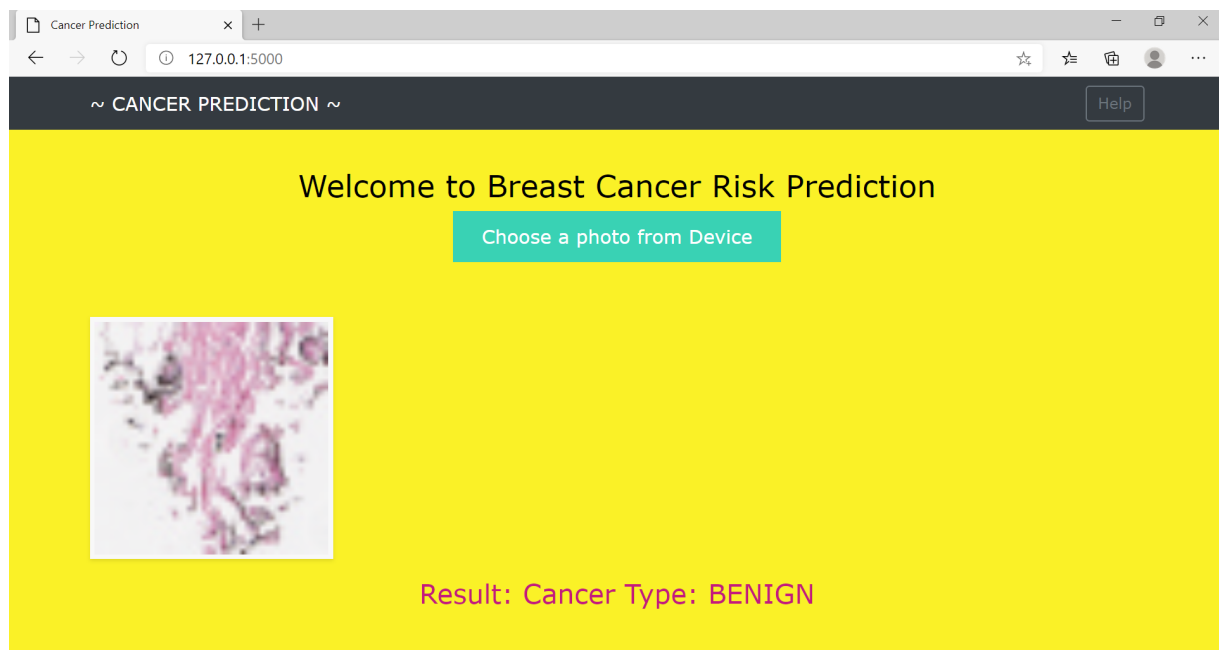 Cancer Prediction
127.0.0.1:5000
~ CANCER PREDICTION ~
Help
Welcome to Breast Cancer Risk Prediction
Choose a photo from Device
Result: Cancer Type: BENIGN